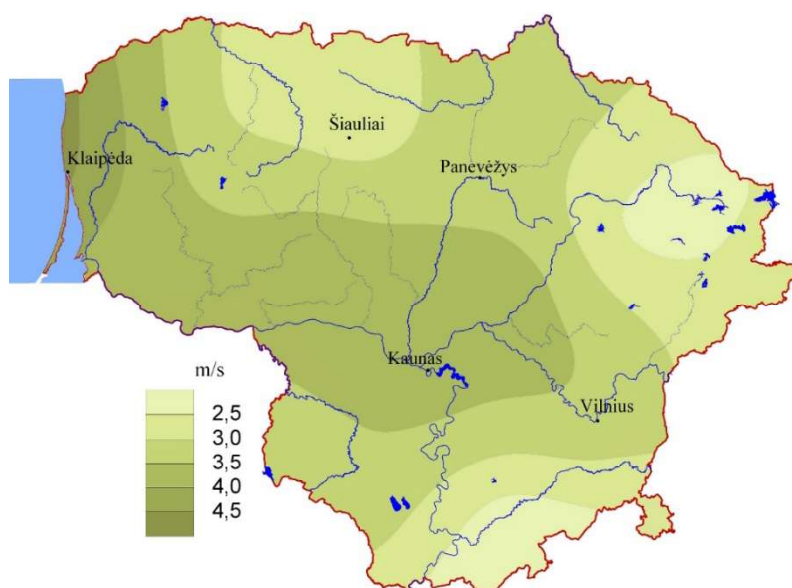 Šiauliai
Klaipėda
Panevėžys
Kaunas
m/s
2,5
3,0
3,5
4,0
4,5
Vilnius